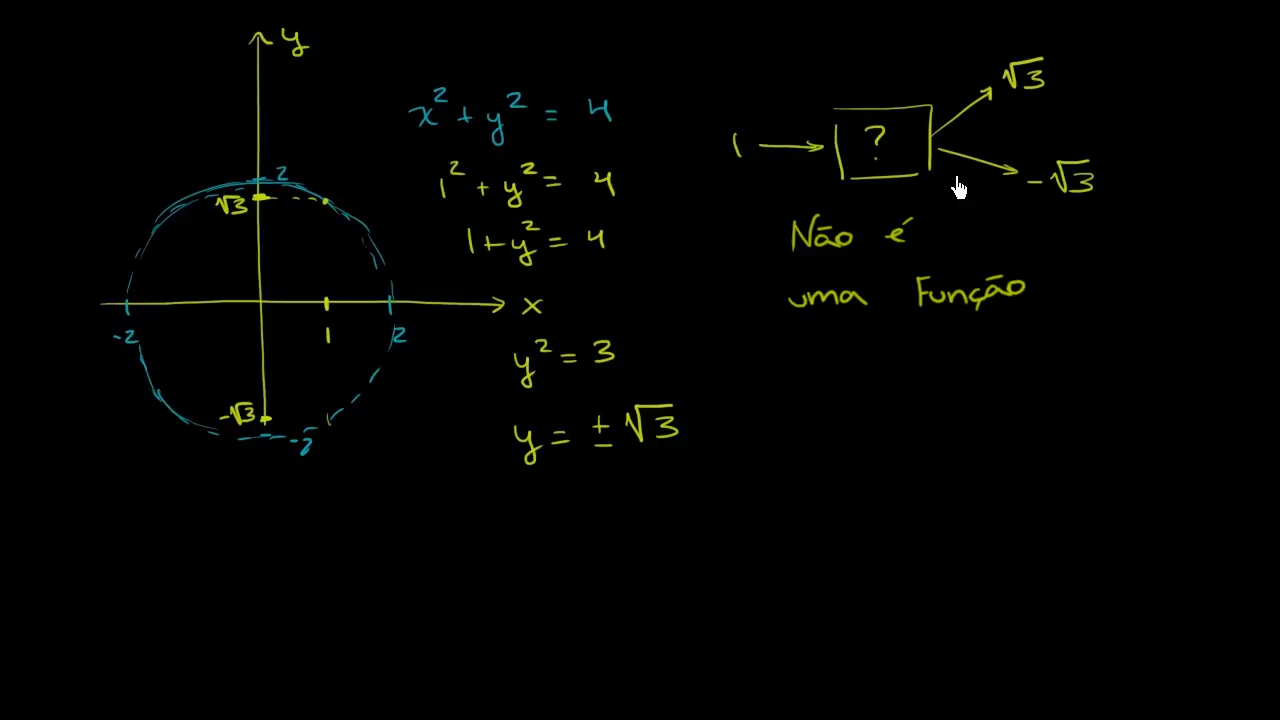 y
2
√3
-2
1
2
x
-√3
-2
x² + y² = 4
1² + y² = 4
1 + y² = 4
y² = 3
y = ± √3
1 → ? 
√3
-√3
Não é
uma Função